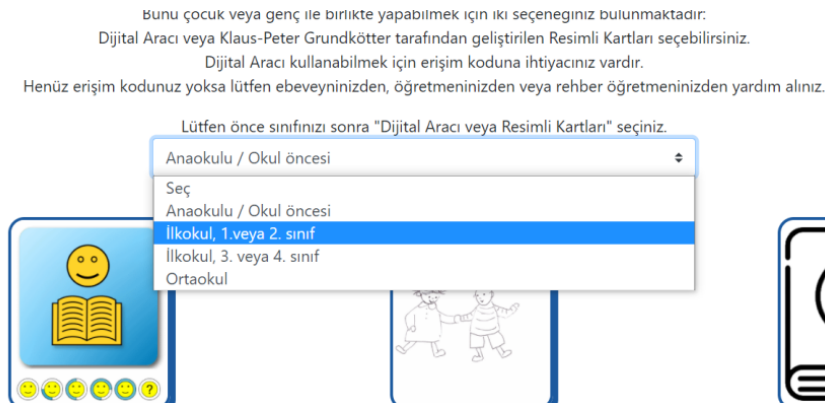 Bunu çocuk veya genç ile birlikte yapabilmek için iki seçeneğiniz bulunmaktadır:
Dijital Aracı veya Klaus-Peter Grundkötter tarafından geliştirilen Resimli Kartları seçebilirsiniz.
Dijital Aracı kullanabilmek için erişim koduna ihtiyacınız vardır.
Henüz erişim kodunuz yoksa lütfen ebeveyninizden, öğretmeninizden veya rehber öğretmeninizden yardım alınız.
Lütfen önce sınıfınızı sonra "Dijital Aracı veya Resimli Kartları" seçiniz.
Anaokulu / Okul öncesi
Seç
Anaokulu / Okul öncesi
İlkokul, 1.veya 2. sınıf
İlkokul, 3. veya 4. sınıf
Ortaokul
?